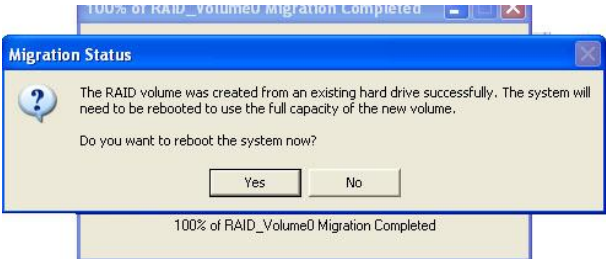 100% of RAID_Volume0 Migration Completed
Migration Status
The RAID volume was created from an existing hard drive successfully. The system will
need to be rebooted to use the full capacity of the new volume.
Do you want to reboot the system now?
Yes No
100% of RAID_Volume0 Migration Completed